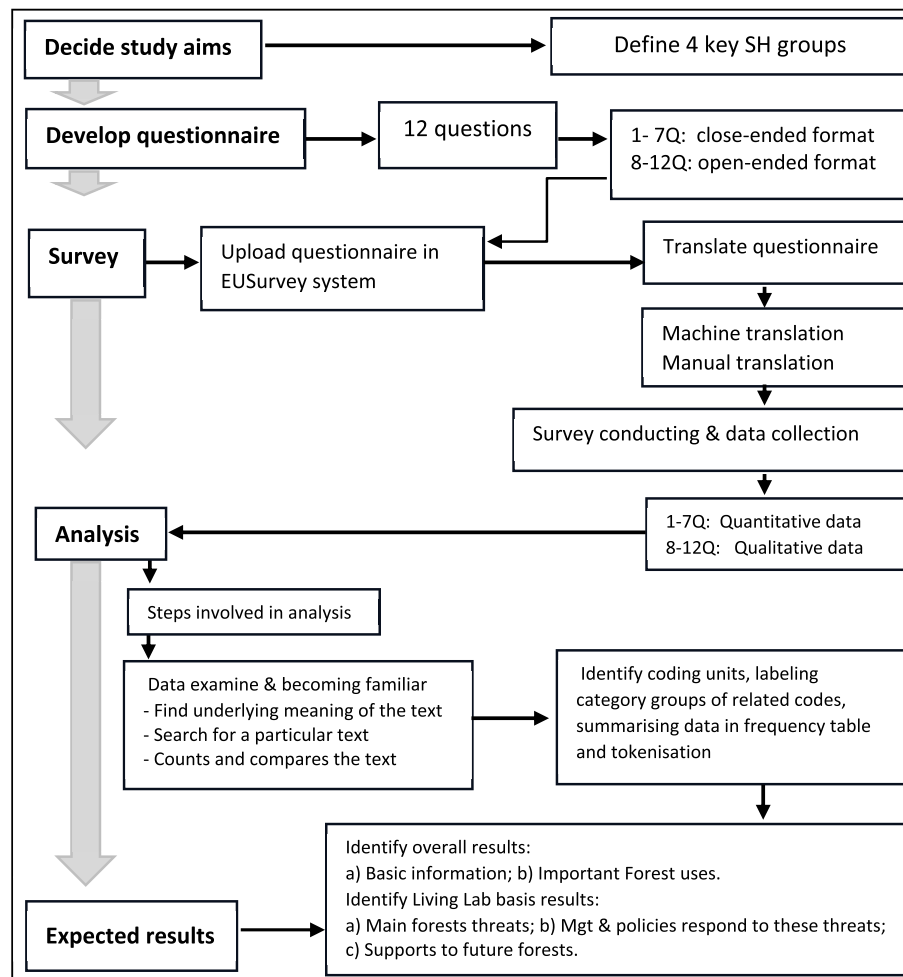 Decide study aims
Define 4 key SH groups
Develop questionnaire
12 questions
1- 7Q: close-ended format
8-12Q: open-ended format
Survey
Upload questionnaire in
EUSurvey system
Translate questionnaire
Machine translation
Manual translation
Survey conducting & data collection
1-7Q: Quantitative data
8-12Q: Qualitative data
Analysis
Steps involved in analysis
Data examine & becoming familiar
- Find underlying meaning of the text
- Search for a particular text
- Counts and compares the text
Identify coding units, labeling
category groups of related codes,
summarising data in frequency table
and tokenisation
Expected results
Identify overall results:
a) Basic information; b) Important Forest uses.
Identify Living Lab basis results:
a) Main forests threats; b) Mgt & policies respond to these threats;
c) Supports to future forests.